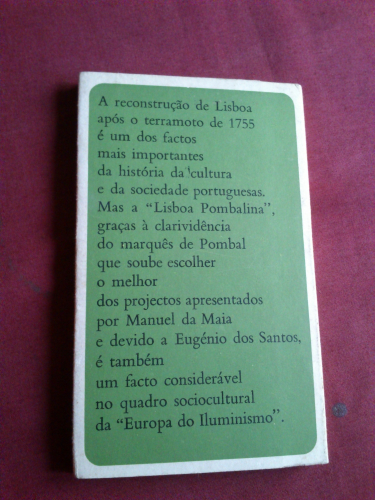 A reconstrução de Lisboa
após o terramoto de 1755
é um dos factos
mais importantes
da história da cultura
e da sociedade portuguesas.
Mas a “Lisboa Pombalina”,
graças à clarividência
do marquês de Pombal
que soube escolher
o melhor
dos projectos apresentados
por Manuel da Maia
e devido a Eugénio dos Santos,
é também
um facto considerável
no quadro sociocultural
da “Europa do Iluminismo”.